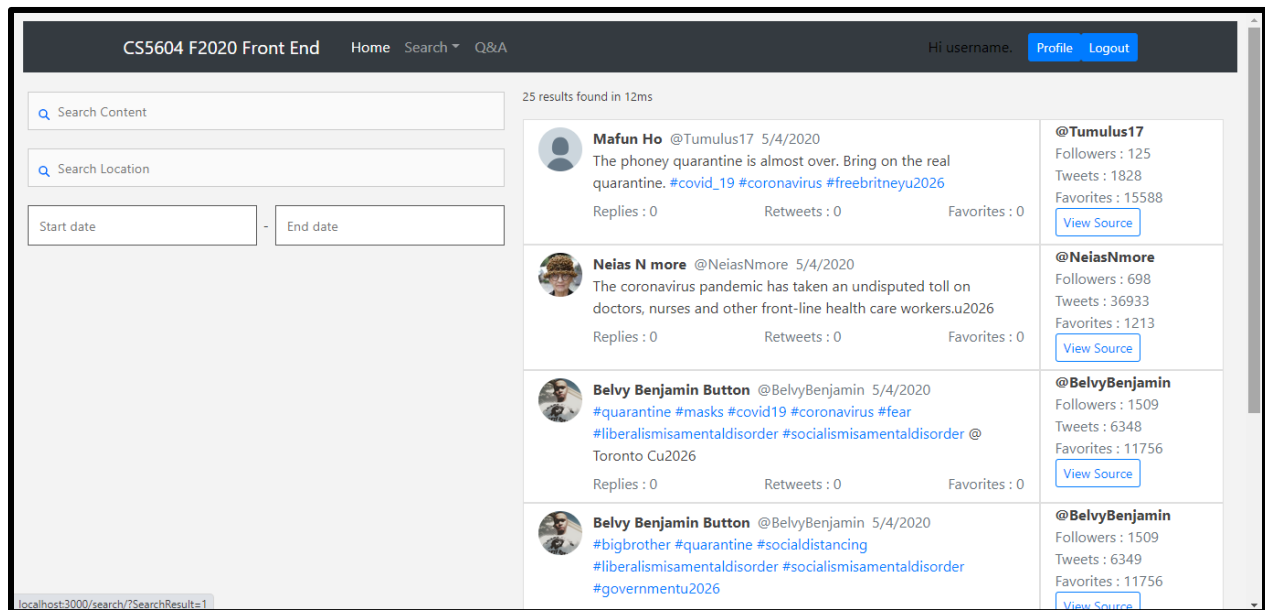 CS5604 F2020 Front End Home Search Q&A Hi username. Profile Logout
Search Content
Search Location
Start date - End date
25 results found in 12ms
Mafun Ho @Tumulus17 5/4/2020
The phoney quarantine is almost over. Bring on the real
quarantine. #covid_19 #coronavirus #freebritneyu2026
Replies : 0 Retweets : 0 Favorites : 0
@Tumulus17
Followers : 125
Tweets : 1828
Favorites : 15588
View Source
Neias N more @NeiasNmore 5/4/2020
The coronavirus pandemic has taken an undisputed toll on
doctors, nurses and other front-line health care workers.u2026
Replies : 0 Retweets : 0 Favorites : 0
@NeiasNmore
Followers : 698
Tweets : 36933
Favorites : 1213
View Source
Belvy Benjamin Button @BelvyBenjamin 5/4/2020
#quarantine #masks #covid19 #coronavirus #fear
#liberalismisamentaldisorder #socialismisamentaldisorder @
Toronto Cu2026
Replies : 0 Retweets : 0 Favorites : 0
@BelvyBenjamin
Followers : 1509
Tweets : 6348
Favorites : 11756
View Source
Belvy Benjamin Button @BelvyBenjamin 5/4/2020
#bigbrother #quarantine #socialdistancing
#liberalismisamentaldisorder #socialismisamentaldisorder
#governmentu2026
@BelvyBenjamin
Followers : 1509
Tweets : 6349
Favorites : 11756
View Source
localhost:3000/search/?SearchResult=1